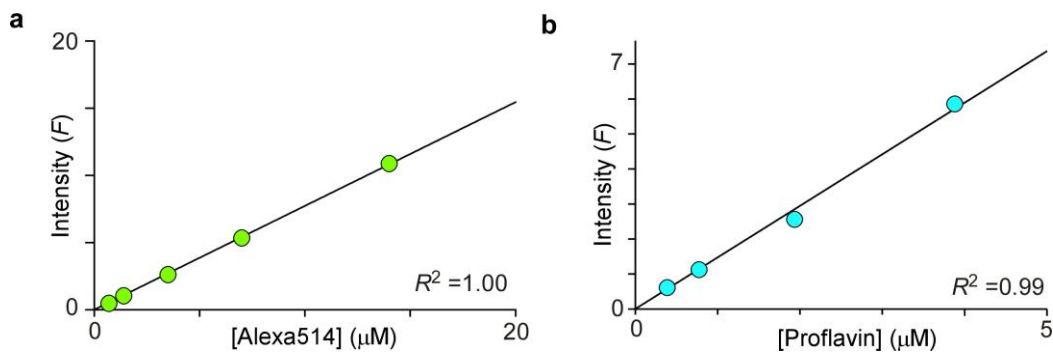 a
20
Intensity (F)
0
R² =1.00
0
[Alexa514] (μM)
20
b
7
Intensity (F)
0
R² =0.99
0
[Proflavin] (μM)
5